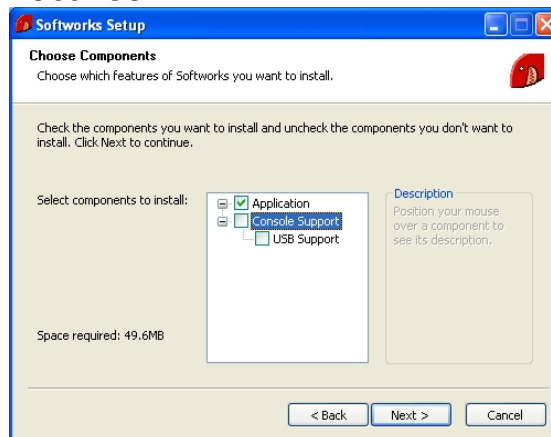 Softworks Setup
Choose Components
Choose which features of Softworks you want to install.
Check the components you want to install and uncheck the components you don't want to
install. Click Next to continue.
Select components to install:
Application
Console Support
USB Support
Description
Position your mouse
over a component to
see its description.
Space required: 49.6MB
< Back
Next >
Cancel